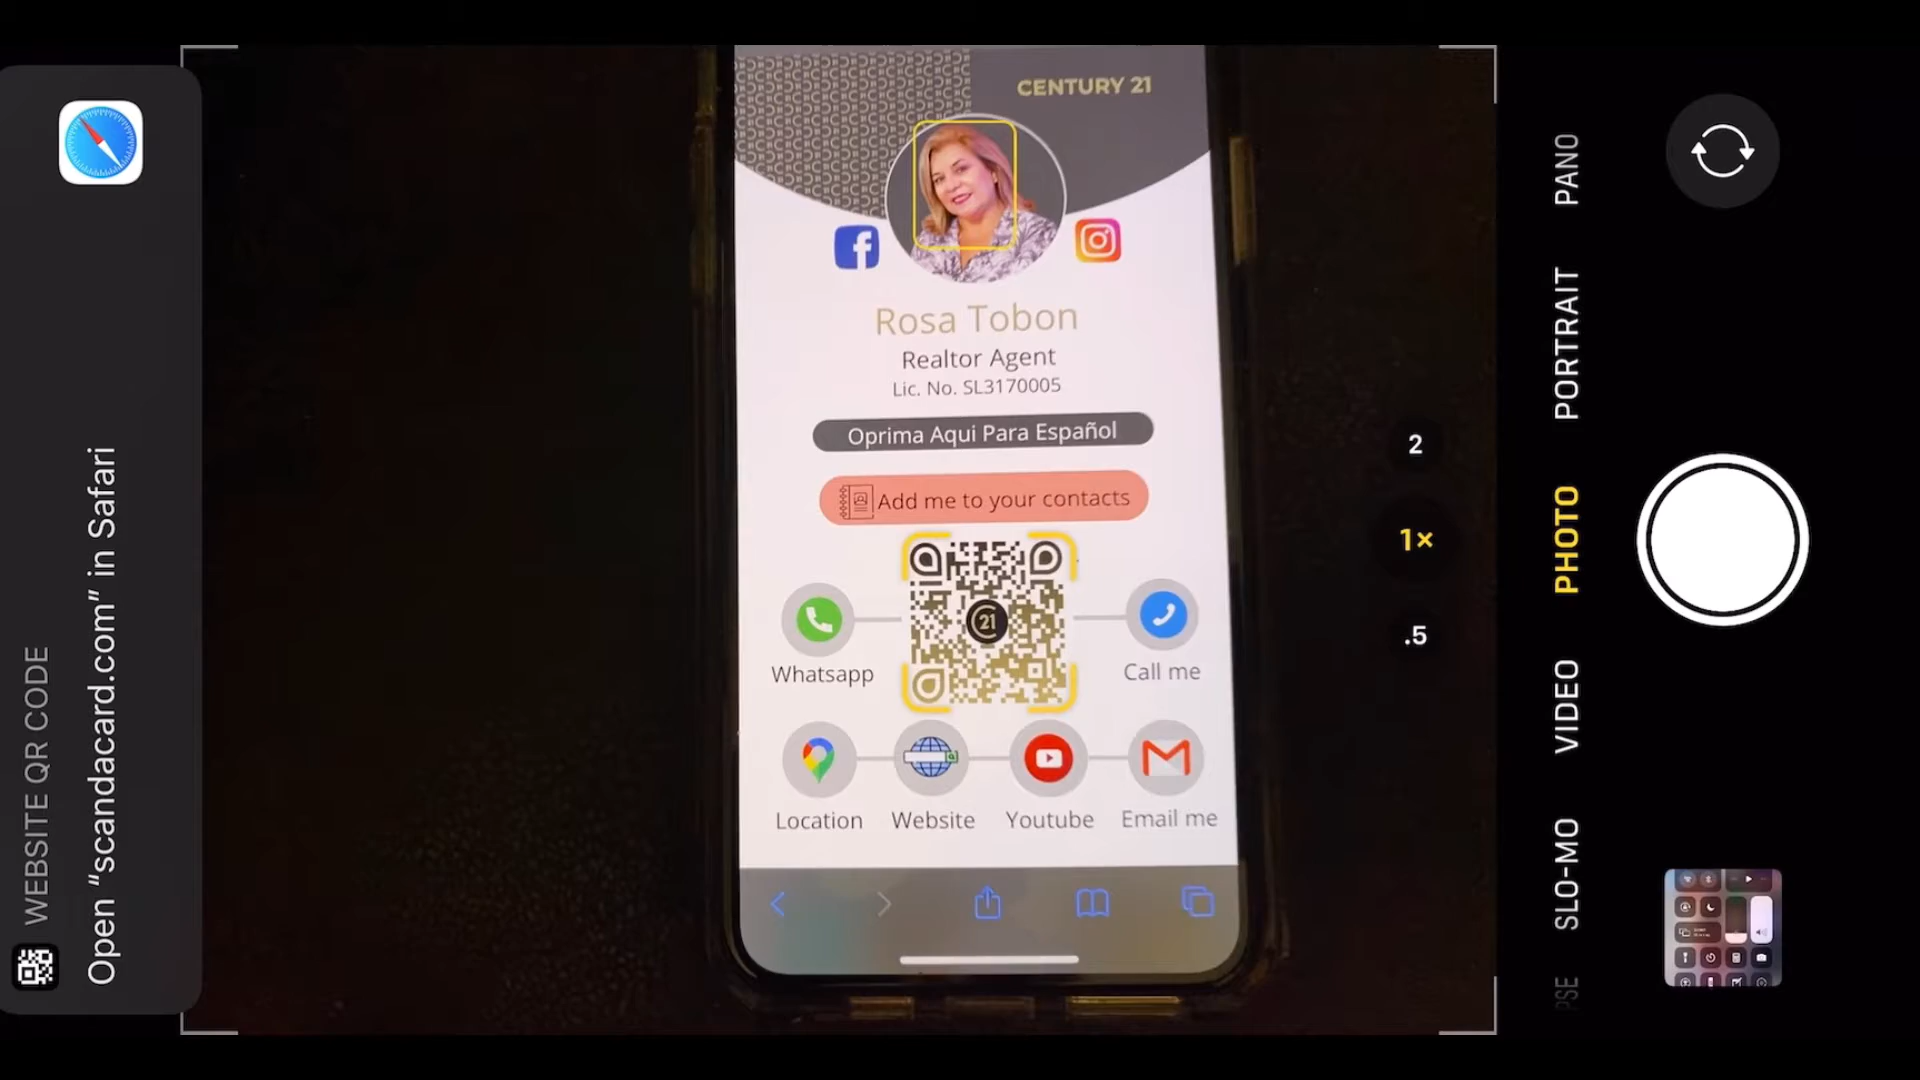 WEBSITE QR CODE
Open “scandacard.com” in Safari
CENTURY 21
Rosa Tobon
Realtor Agent
Lic. No. SL3170005
Oprima Aqui Para Español
Add me to your contacts
21
Whatsapp
Call me
Location
Website
Youtube
Email me
2
1×
.5
PANO
PORTRAIT
PHOTO
VIDEO
SLO-MO
PSE